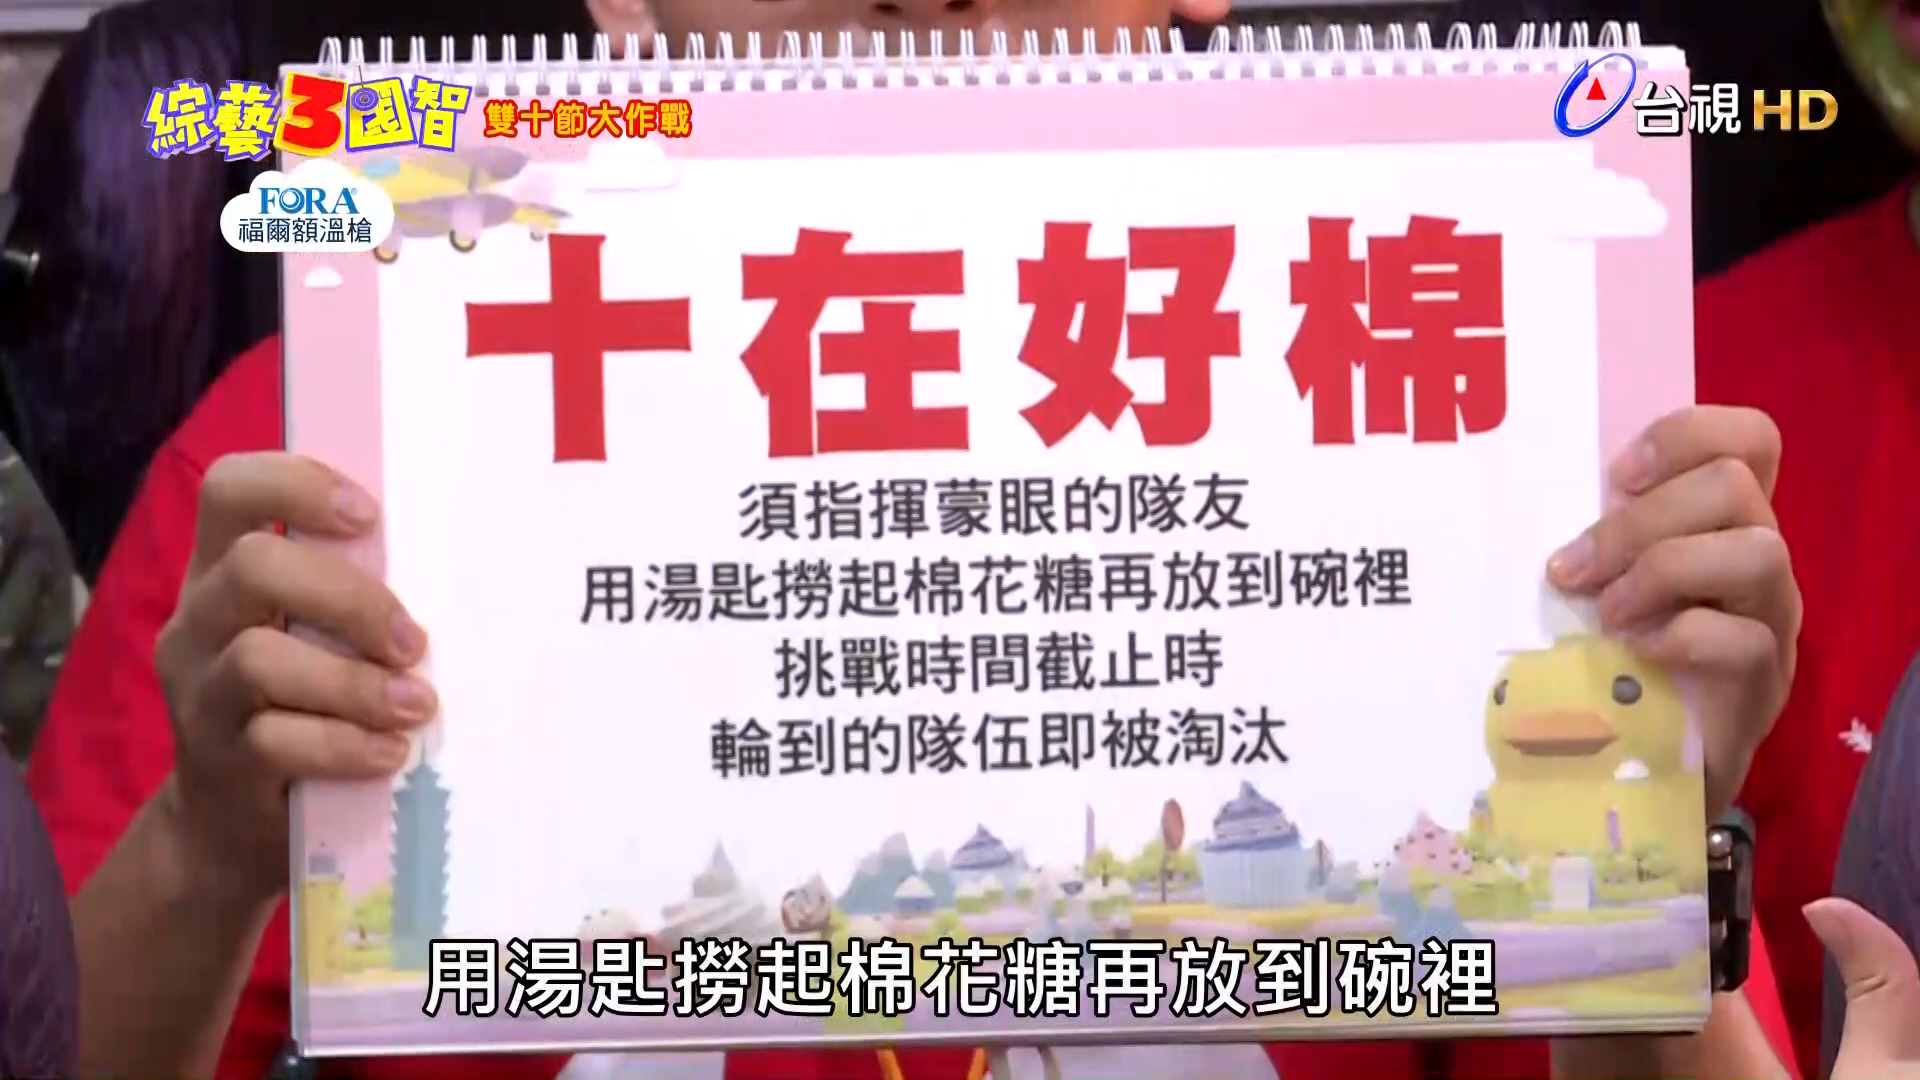 綜藝3國智 雙十節大作戰
台視 HD
FORA
福爾額溫槍
十在好棉
須指揮蒙眼的隊友
用湯匙撈起棉花糖再放到碗裡
挑戰時間截止時
輪到的隊伍即被淘汰
用湯匙撈起棉花糖再放到碗裡